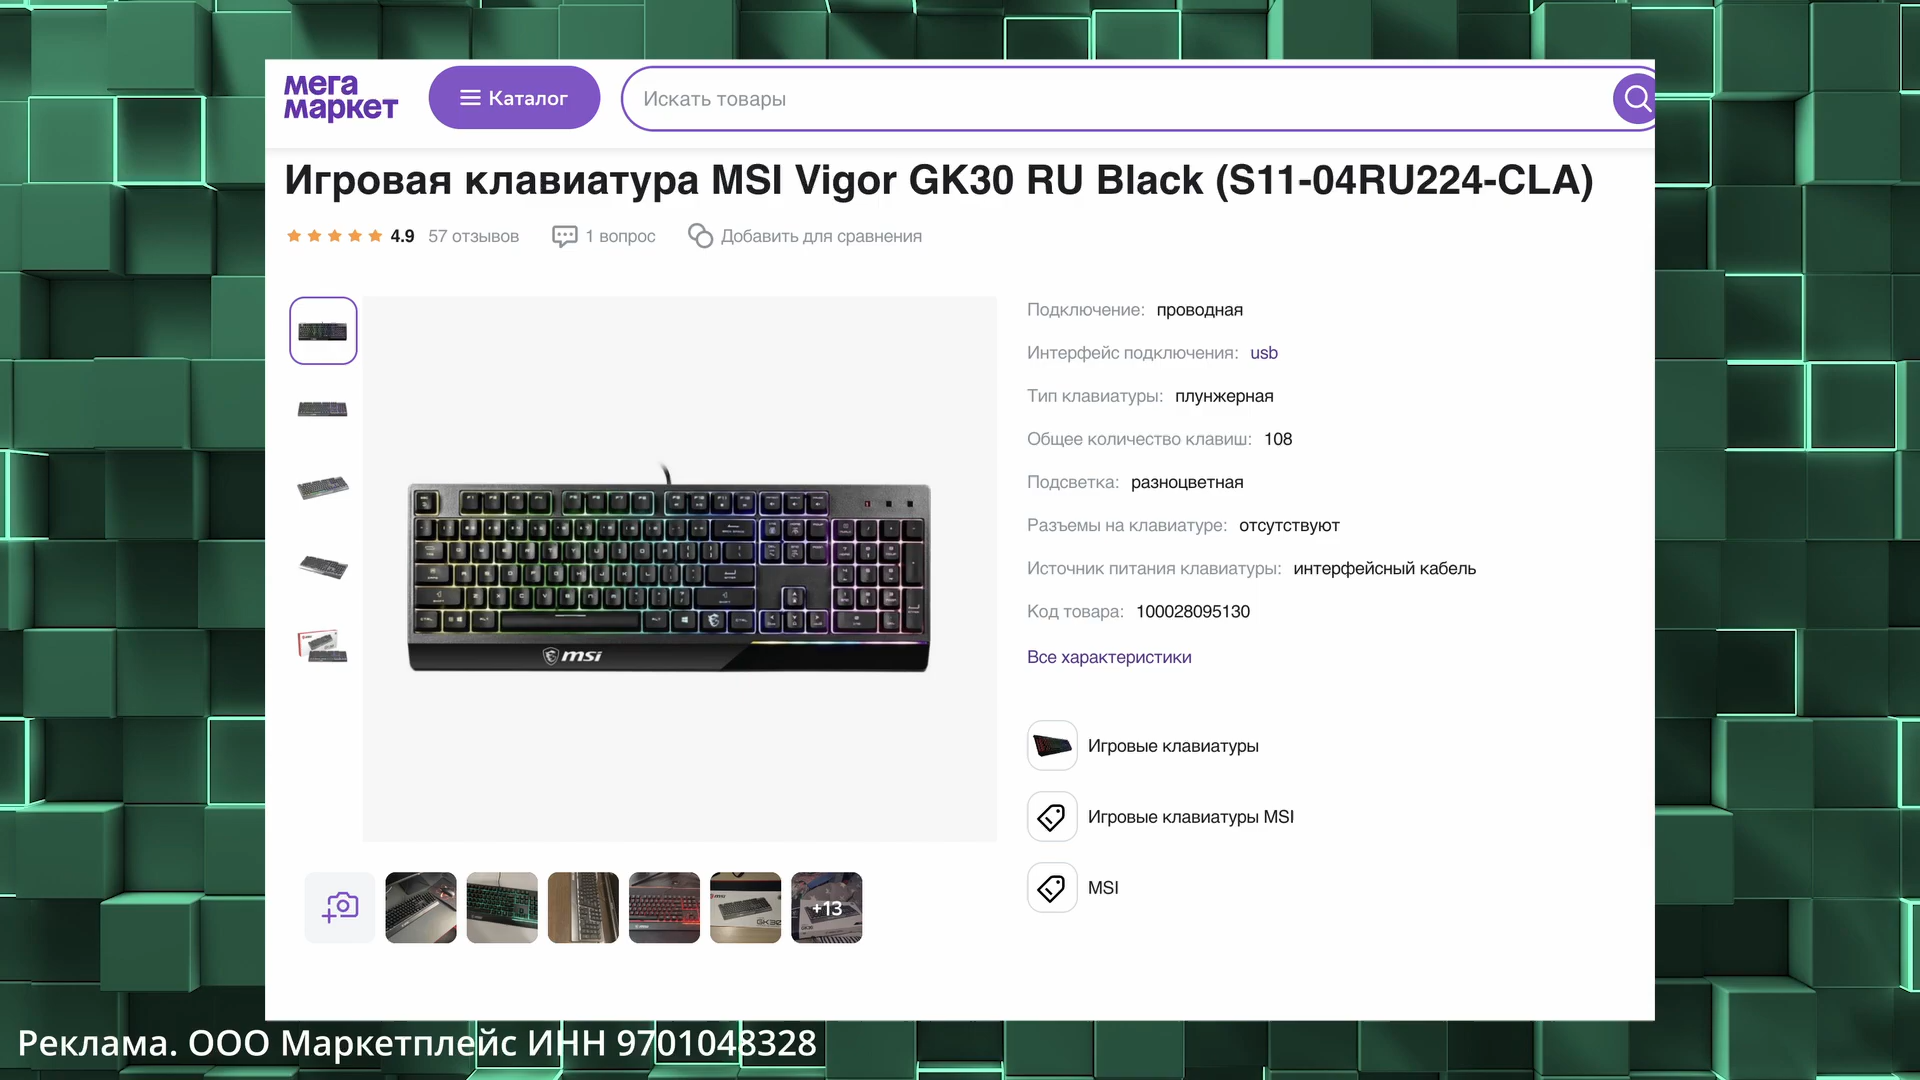 мега
маркет
Каталог
Искать товары
Игровая клавиатура MSI Vigor GK30 RU Black (S11-04RU224-CLA)
4.9 57 отзывов 1 вопрос Добавить для сравнения
Подключение: проводная
Интерфейс подключения: usb
Тип клавиатуры: плунжерная
Общее количество клавиш: 108
Подсветка: разноцветная
Разъемы на клавиатуре: отсутствуют
Источник питания клавиатуры: интерфейсный кабель
Код товара: 100028095130
Все характеристики
msi
Игровые клавиатуры
Игровые клавиатуры MSI
MSI
+13
Реклама. ООО Маркетплейс ИНН 9701048328